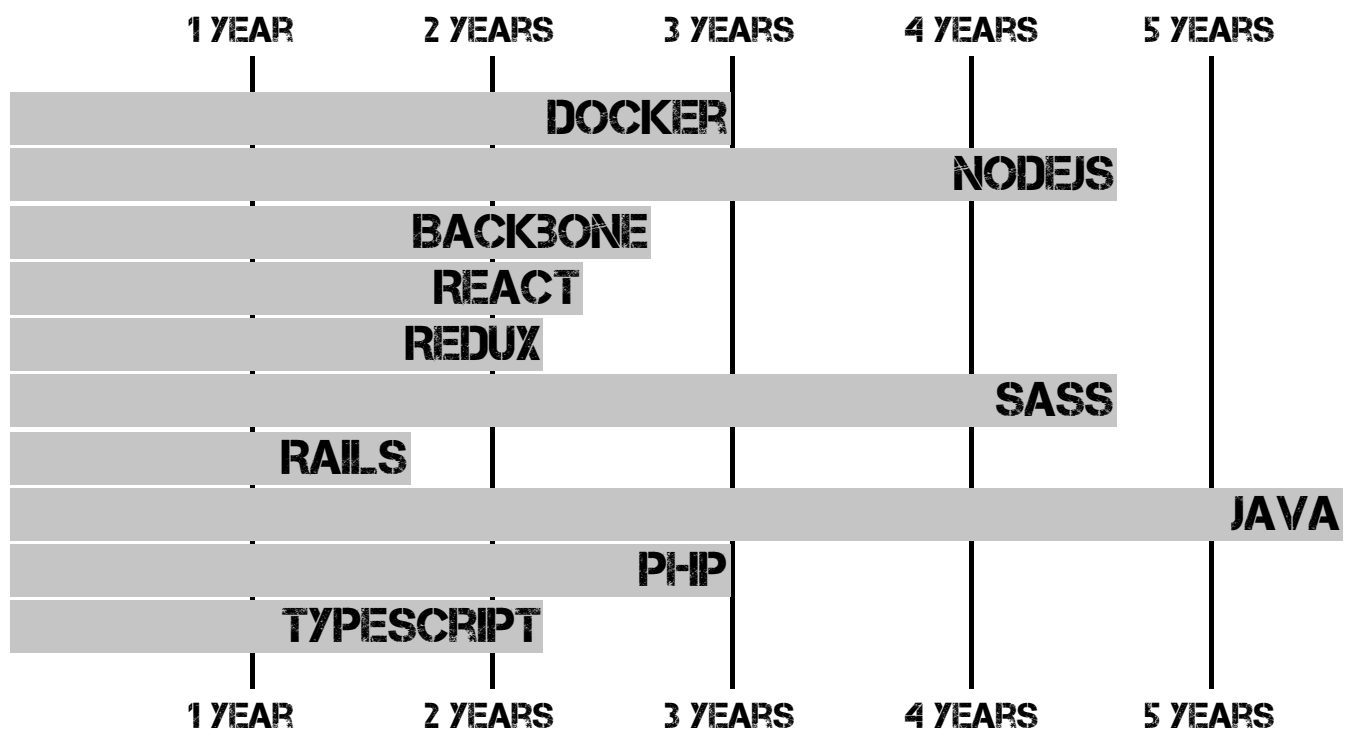 1 YEAR 2 YEARS 3 YEARS 4 YEARS 5 YEARS
DOCKER
NODEJS
BACKBONE
REACT
REDUX
SASS
RAILS
JAVA
PHP
TYPESCRIPT
1 YEAR 2 YEARS 3 YEARS 4 YEARS 5 YEARS